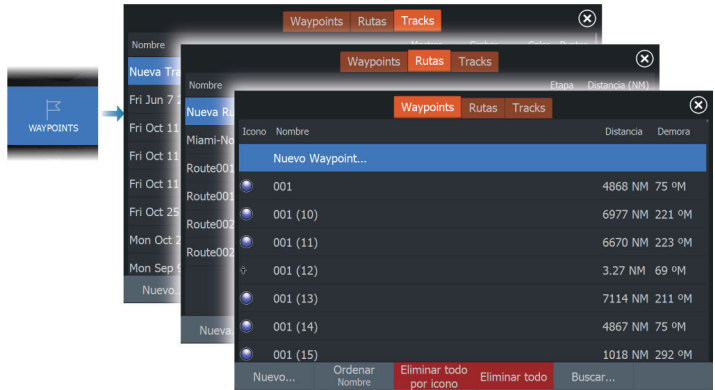 WAYPOINTS
Waypoints Rutas Tracks
Nombre
Nueva Tra
Fri Jun 7 2
Fri Oct 11
Fri Oct 11
Fri Oct 11
Fri Oct 25
Mon Oct 2
Mon Sep 9
Nuevo..
Waypoints Rutas Tracks
Nombre Etapa Distancia (NM)
Nueva Ru
Miami-No
Route001
Route001
Route002
Route002
Nueva
Waypoints Rutas Tracks
Icono Nombre Distancia Demora
Nuevo Waypoint...
001 4868 NM 75 ºM
001 (10) 6977 NM 221 ºM
001 (11) 6670 NM 223 ºM
001 (12) 3.27 NM 69 ºM
001 (13) 7114 NM 211 ºM
001 (14) 4867 NM 75 ºM
001 (15) 1018 NM 292 ºM
Nuevo... Ordenar Nombre Eliminar todo por icono Eliminar todo Buscar...